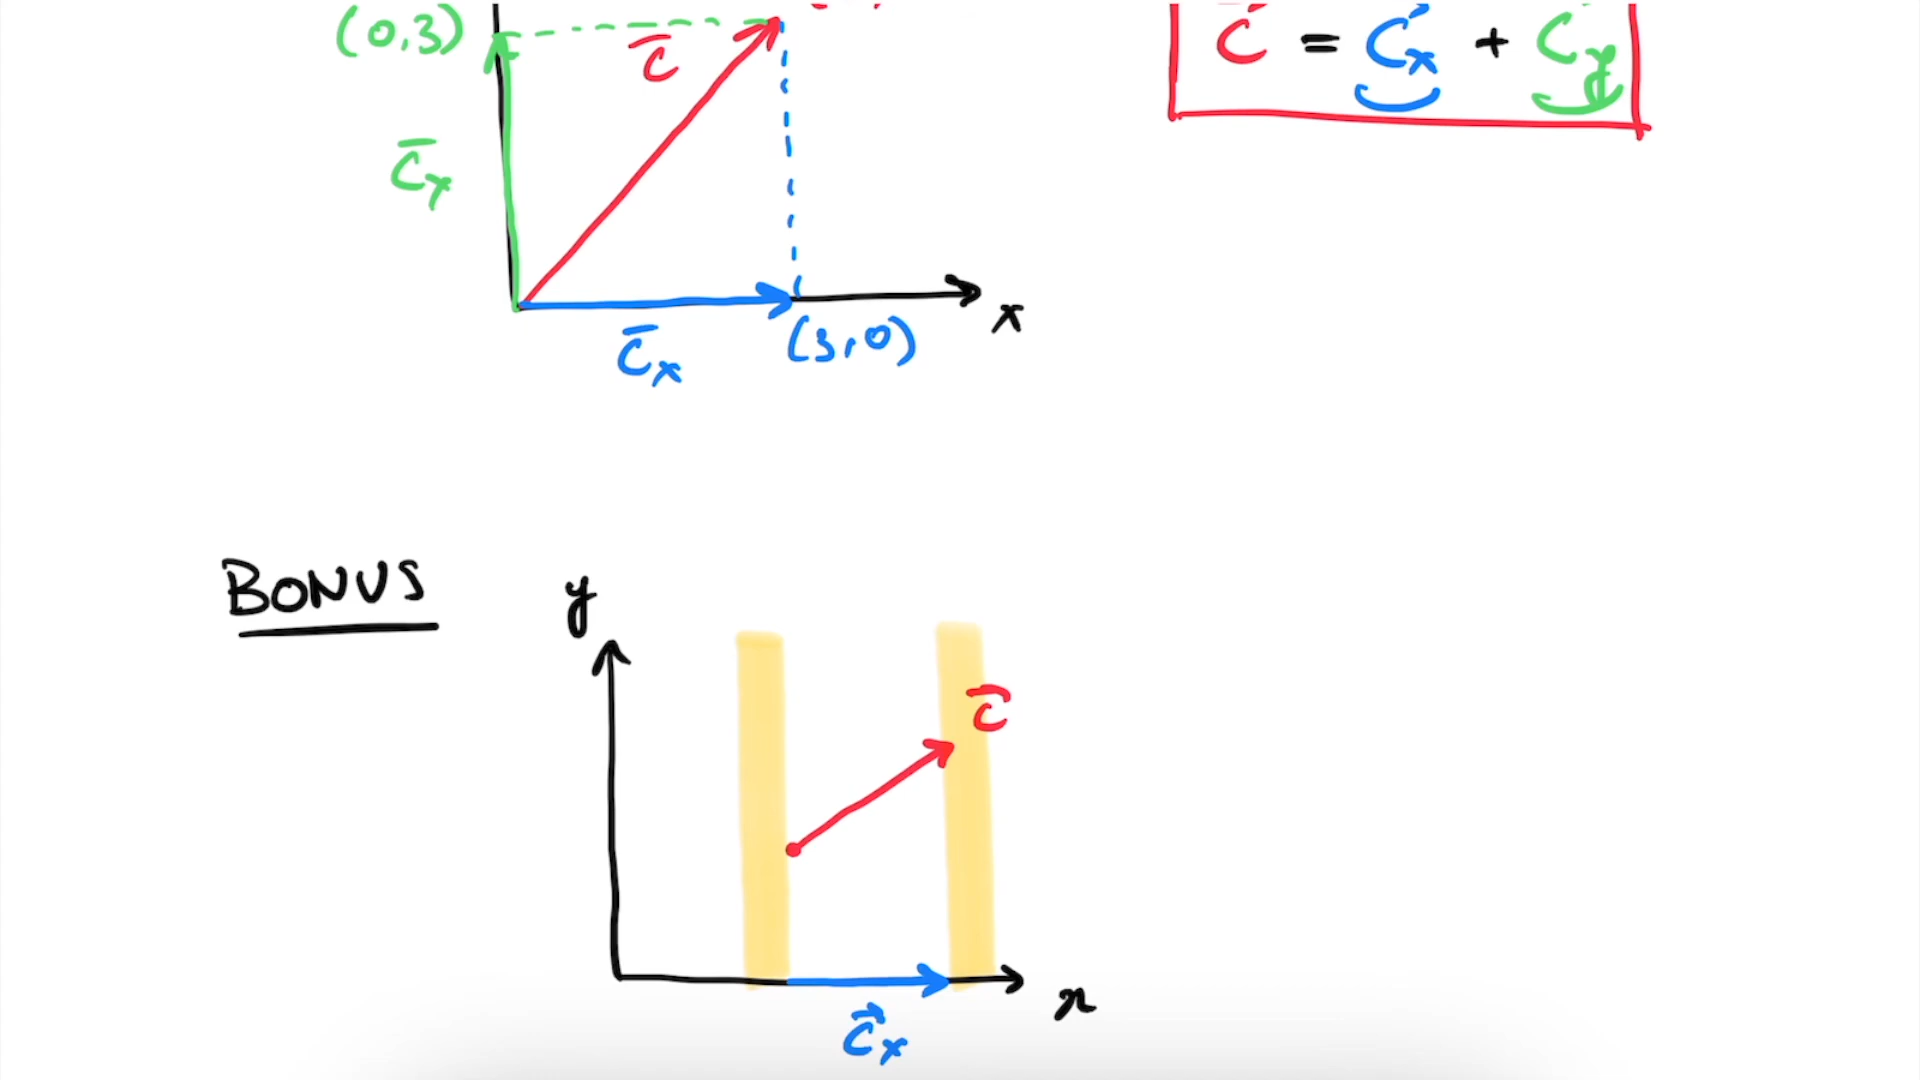 (0,3)
C̅
C⃗ = C⃗x + C⃗y
C̅y
x
C̅x
(3,0)
BONUS
y
C̅
x
C⃗x